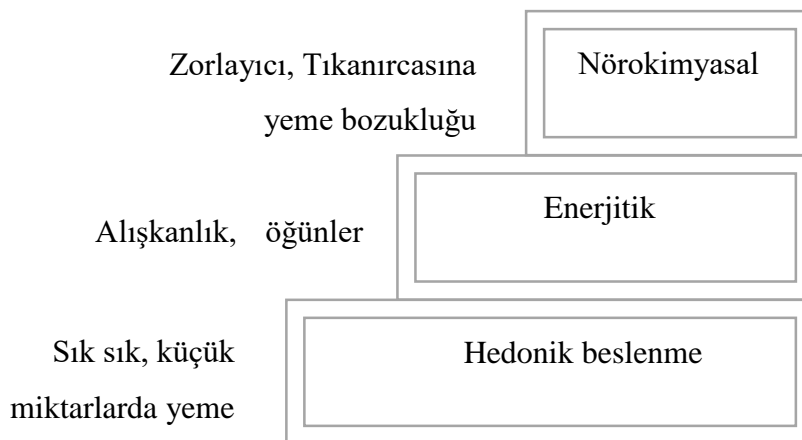 Zorlayıcı, Tıkanırcasına
yeme bozukluğu
Nörokimyasal
Alışkanlık, öğünler
Enerjitik
Sık sık, küçük
miktarlarda yeme
Hedonik beslenme